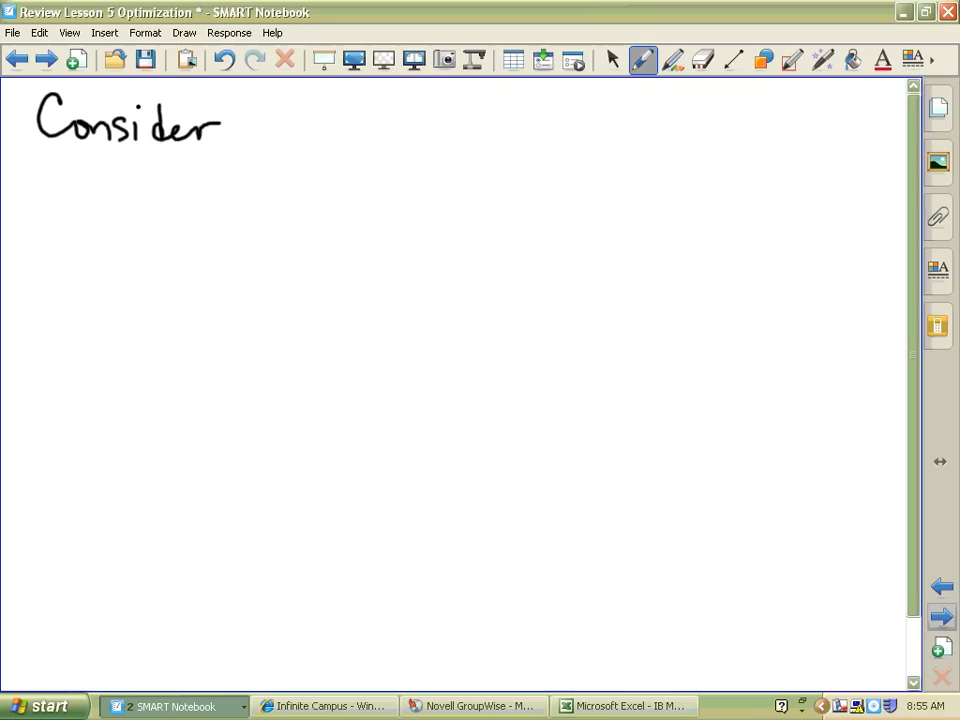 Review Lesson 5 Optimization * - SMART Notebook
File Edit View Insert Format Draw Response Help
Consider
start 2 SMART Notebook Infinite Campus - Win... Novell GroupWise - M... Microsoft Excel - IB M... 8:55 AM